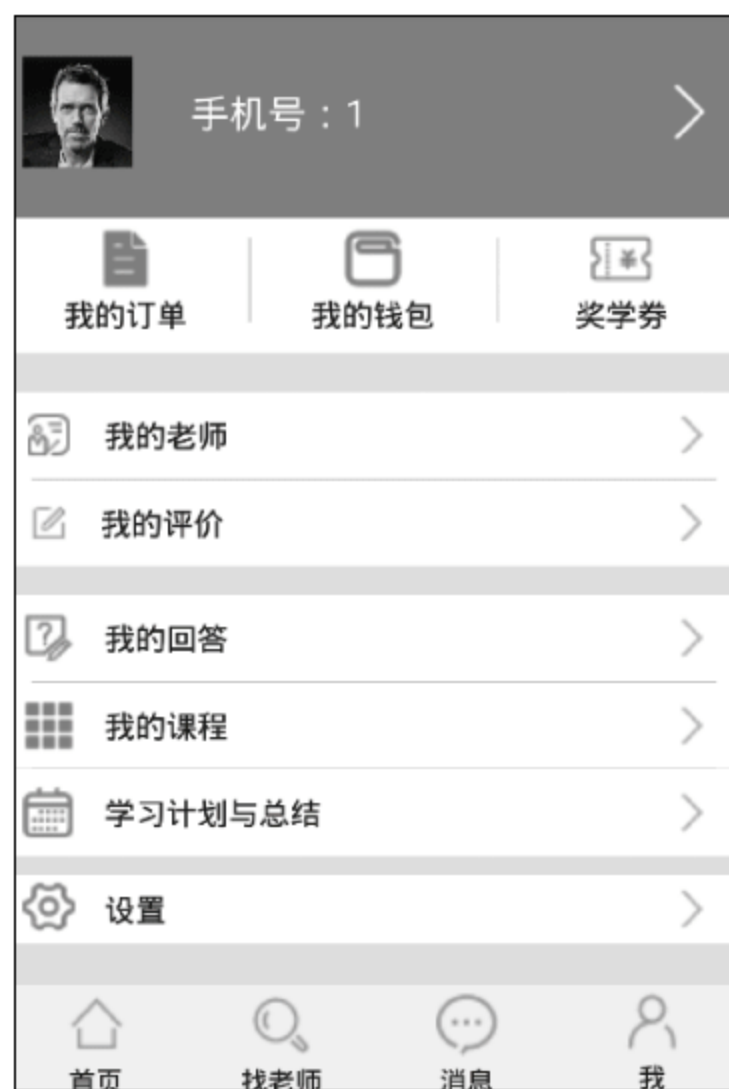 手机号：1
我的订单 我的钱包 奖学券
我的老师
我的评价
我的回答
我的课程
学习计划与总结
设置
首页 找老师 消息 我